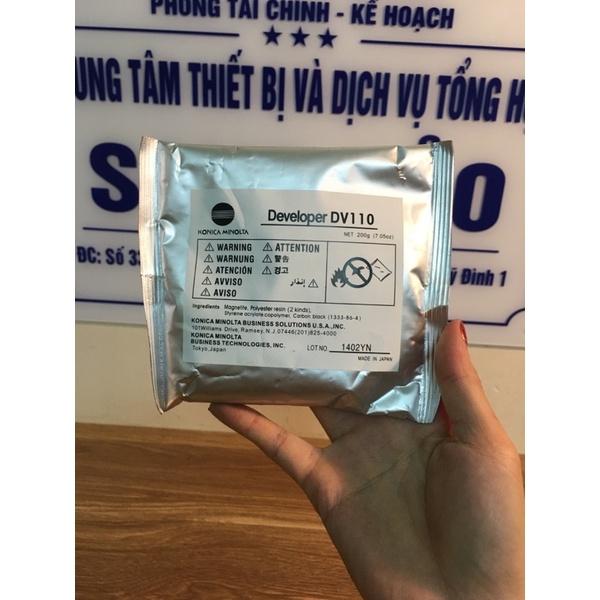 PHÒNG TÀI CHÍNH - KẾ HOẠCH
TÂM THIẾT BỊ VÀ DỊCH VỤ TỔNG
ĐC: Số
Đình 1
KONICA MINOLTA
Developer DV110
NET 200g (7.05oz)
WARNING ATTENTION
WARNUNG 警告
ATENCIÓN 경고
AVVISO إنذار
AVISO
Ingredients Magnetite, Polyester resin (2 kinds),
Styrene acrylate copolymer, Carbon black (1333-86-4)
KONICA MINOLTA BUSINESS SOLUTIONS U.S.A.,INC.
101Williams Drive, Ramsey, N.J.07446(201)825-4000
KONICA MINOLTA
BUSINESS TECHNOLOGIES, INC.
Tokyo,Japan
LOT NO. 1402YN
MADE IN JAPAN